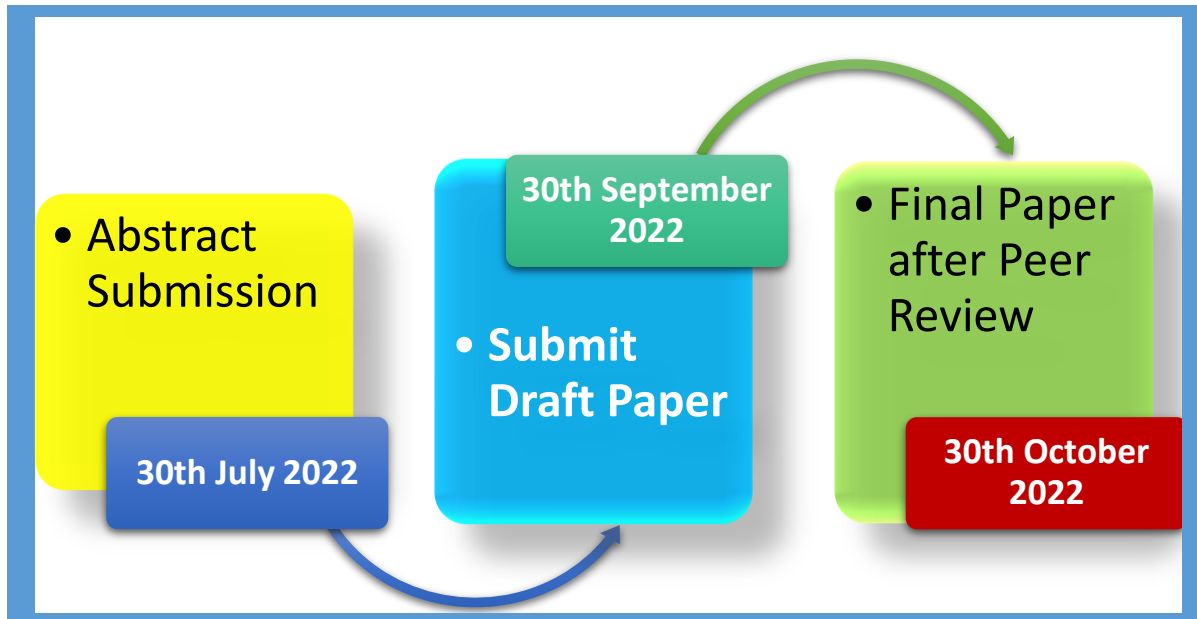 • Abstract
Submission
30th July 2022
30th September
2022
• Submit
Draft Paper
• Final Paper
after Peer
Review
30th October
2022